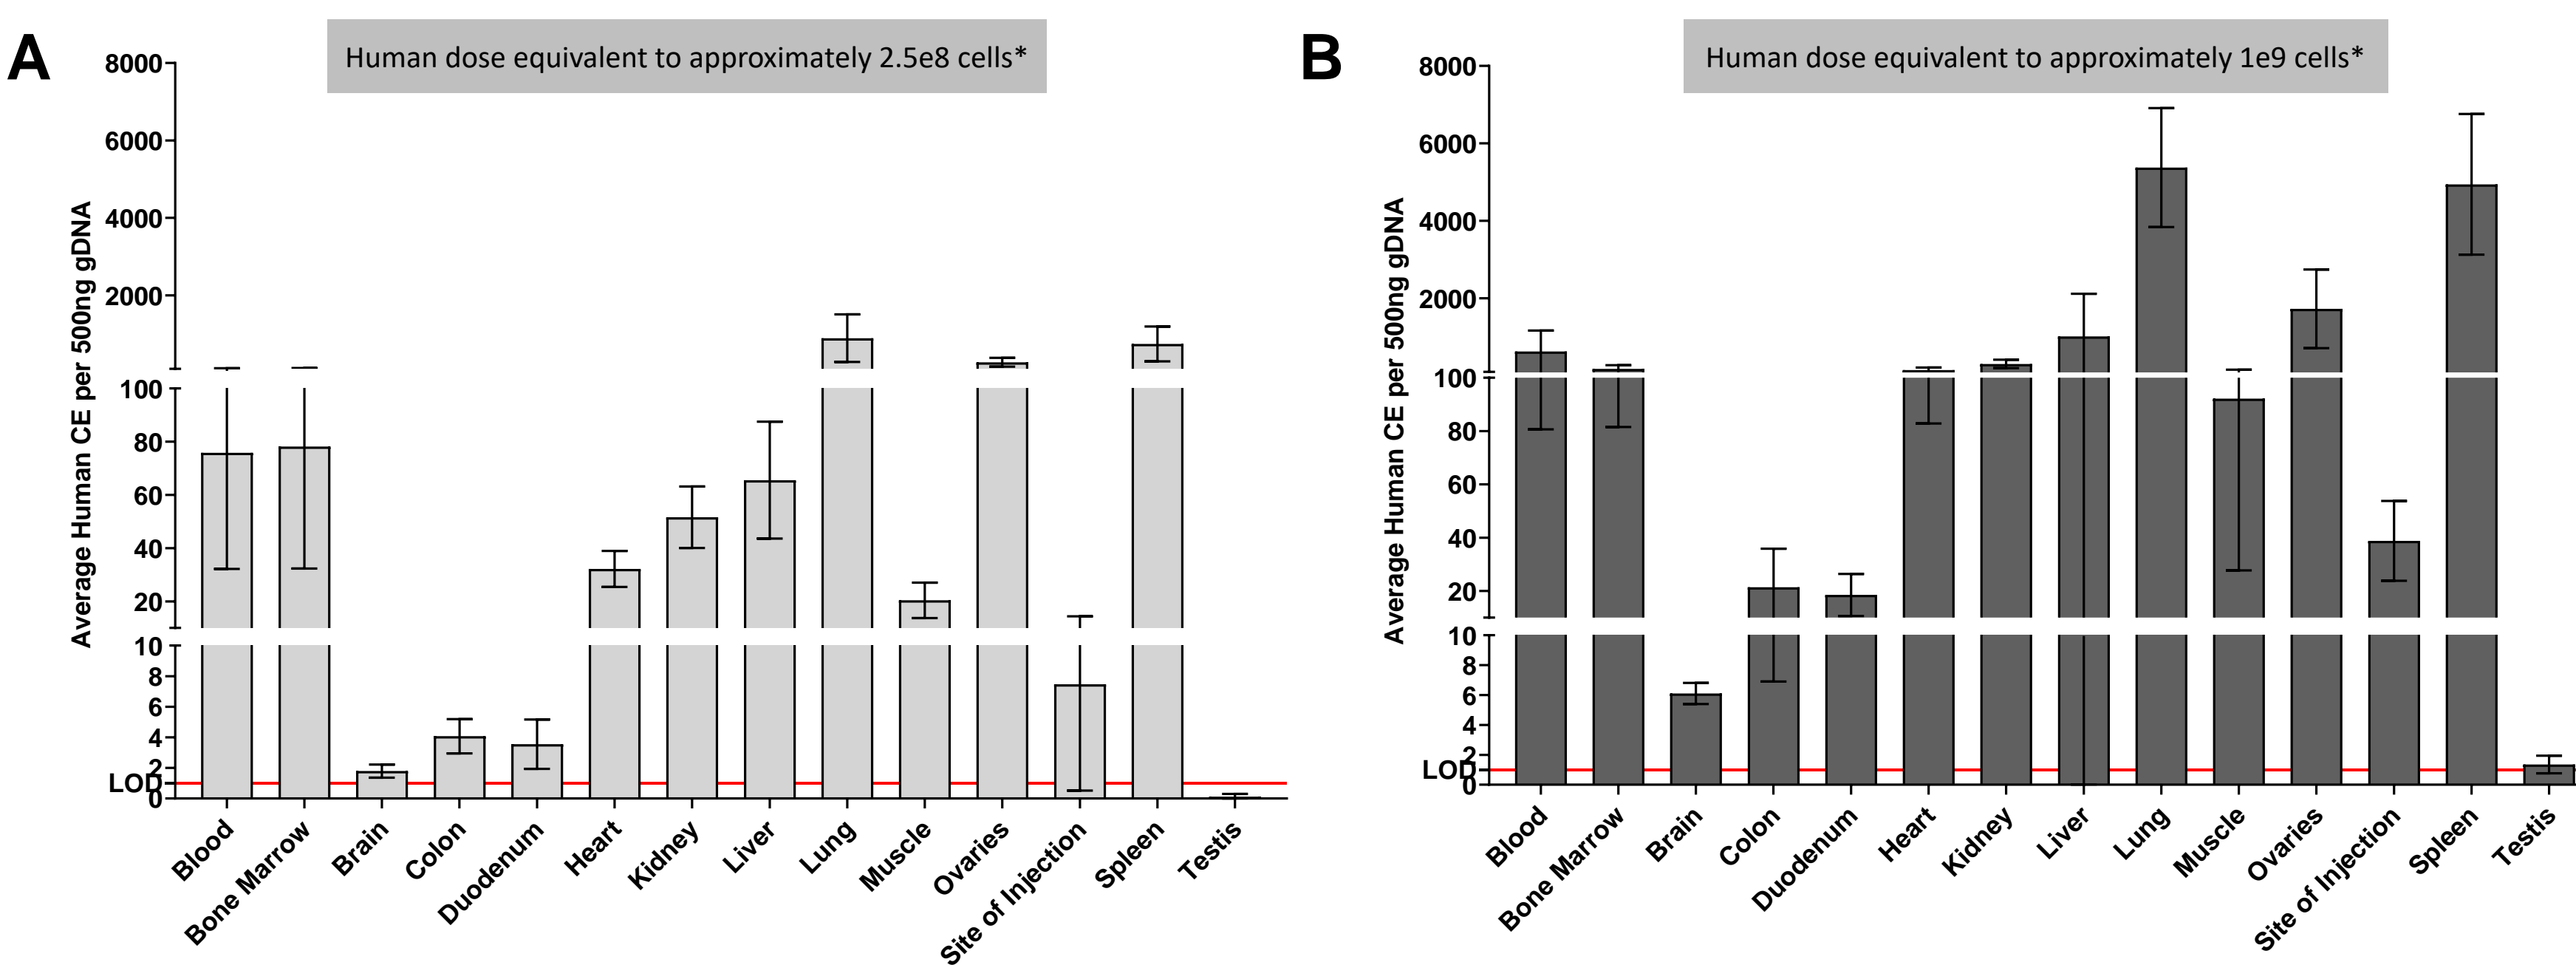 A
Human dose equivalent to approximately 2.5e8 cells*
Average Human CE per 500ng gDNA
8000
6000
4000
2000
100
80
60
40
20
10
8
6
4
2
LOD
0
Blood
Bone Marrow
Brain
Colon
Duodenum
Heart
Kidney
Liver
Lung
Muscle
Ovaries
Site of Injection
Spleen
Testis
B
Human dose equivalent to approximately 1e9 cells*
Average Human CE per 500ng gDNA
8000
6000
4000
2000
100
80
60
40
20
10
8
6
4
2
LOD
0
Blood
Bone Marrow
Brain
Colon
Duodenum
Heart
Kidney
Liver
Lung
Muscle
Ovaries
Site of Injection
Spleen
Testis